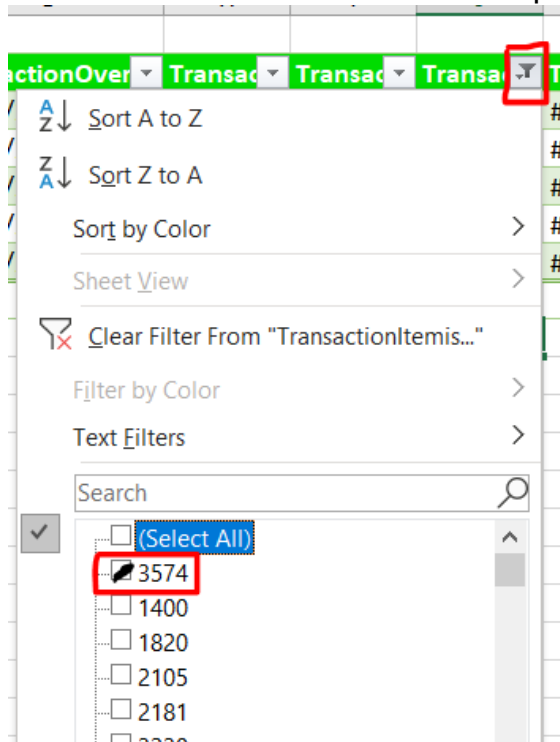 actionOver Transac Transac Transa T
Sort A to Z
#
#
Sort Z to A
#
Sort by Color
#
Sheet View
#
Clear Filter From "TransactionItemis..."
Filter by Color
Text Filters
Search
(Select All)
3574
1400
1820
2105
2181